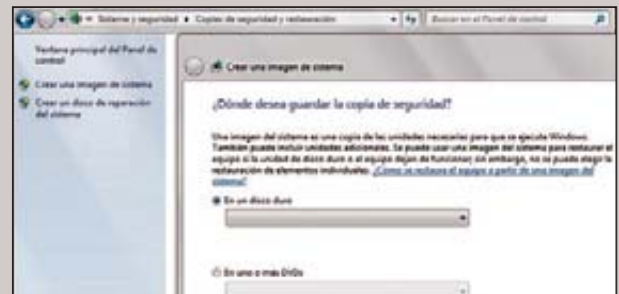 Sistema y seguridad ▸ Copias de seguridad y restauración
Buscar en el Panel de control
Ventana principal del Panel de
control
Crear una imagen de sistema
Crear un disco de reparación
del sistema
Crear una imagen de sistema
¿Dónde desea guardar la copia de seguridad?
Una imagen del sistema es una copia de las unidades necesarias para que se ejecute Windows.
También puede incluir unidades adicionales. Se puede usar una imagen del sistema para restaurar el
equipo si la unidad de disco duro o el equipo dejan de funcionar; sin embargo, no se puede elegir la
restauración de elementos individuales. ¿Cómo se restaura el equipo a partir de una imagen del
sistema?
En un disco duro
En uno o más DVDs